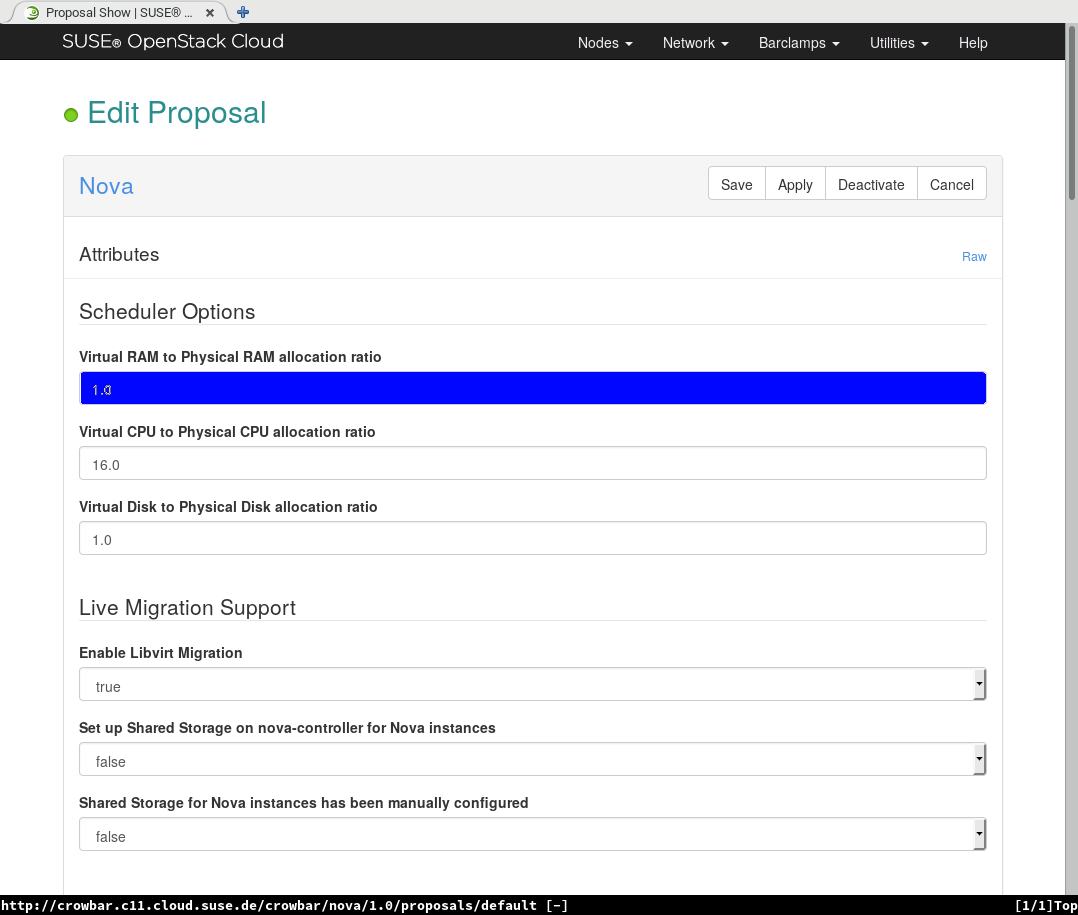 Proposal Show | SUSE® ...
SUSE® OpenStack Cloud
Nodes
Network
Barclamps
Utilities
Help
Edit Proposal
Nova
Save
Apply
Deactivate
Cancel
Attributes
Raw
Scheduler Options
Virtual RAM to Physical RAM allocation ratio
1.0
Virtual CPU to Physical CPU allocation ratio
16.0
Virtual Disk to Physical Disk allocation ratio
1.0
Live Migration Support
Enable Libvirt Migration
true
Set up Shared Storage on nova-controller for Nova instances
false
Shared Storage for Nova instances has been manually configured
false
http://crowbar.c11.cloud.suse.de/crowbar/nova/1.0/proposals/default [-]
[1/1]Top